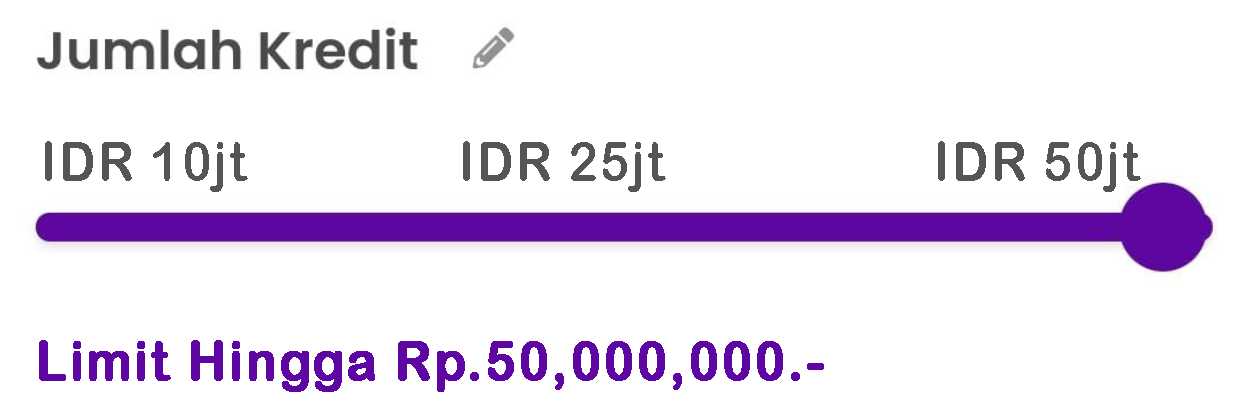 Jumlah Kredit
IDR 10jt IDR 25jt IDR 50jt
Limit Hingga Rp.50,000,000.-